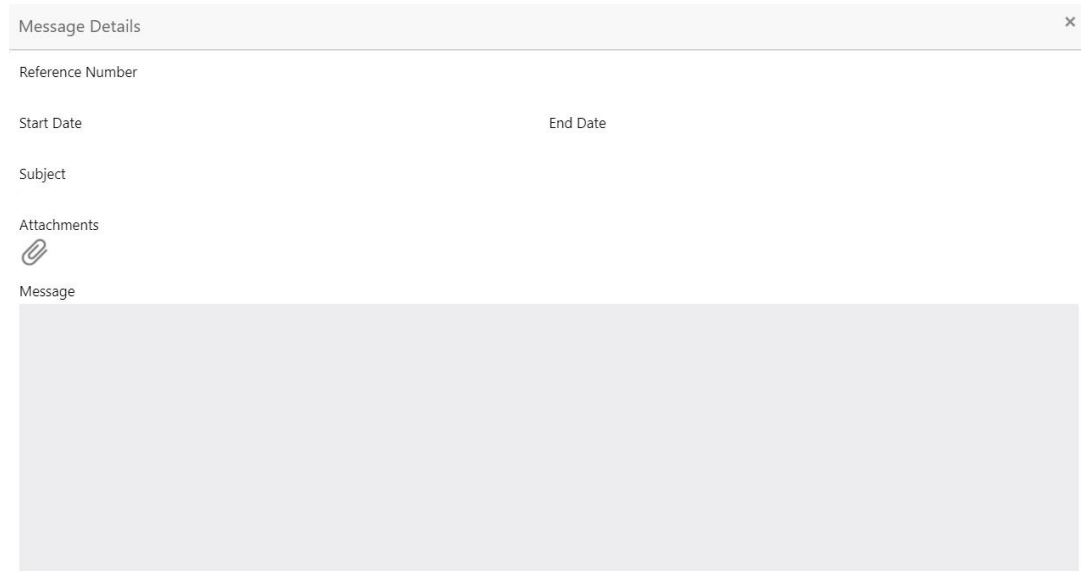 Message Details ×
Reference Number
Start Date End Date
Subject
Attachments
Message